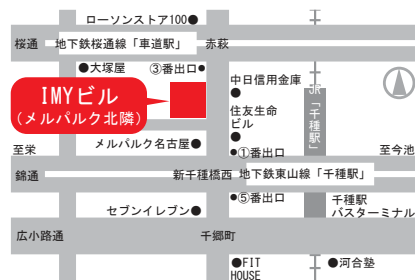 ローソンストア100●
桜通 地下鉄桜通線「車道駅」 赤萩
●大塚屋 ③番出口●
中日信用金庫
●
IMYビル
(メルパルク北隣)
住友生命
ビル
●
JR「千種駅」
メルパルク名古屋●
●①番出口
至栄
至今池
錦通 新千種橋西 地下鉄東山線「千種駅」
●⑤番出口
セブンイレブン●
千種駅
バスターミナル
広小路通 千郷町
●FIT
HOUSE
●河合塾